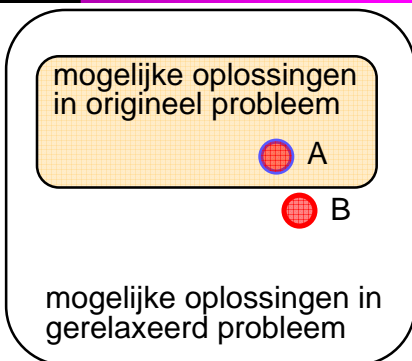 mogelijke oplossingen
in origineel probleem
A
B
mogelijke oplossingen in
gerelaxeerd probleem